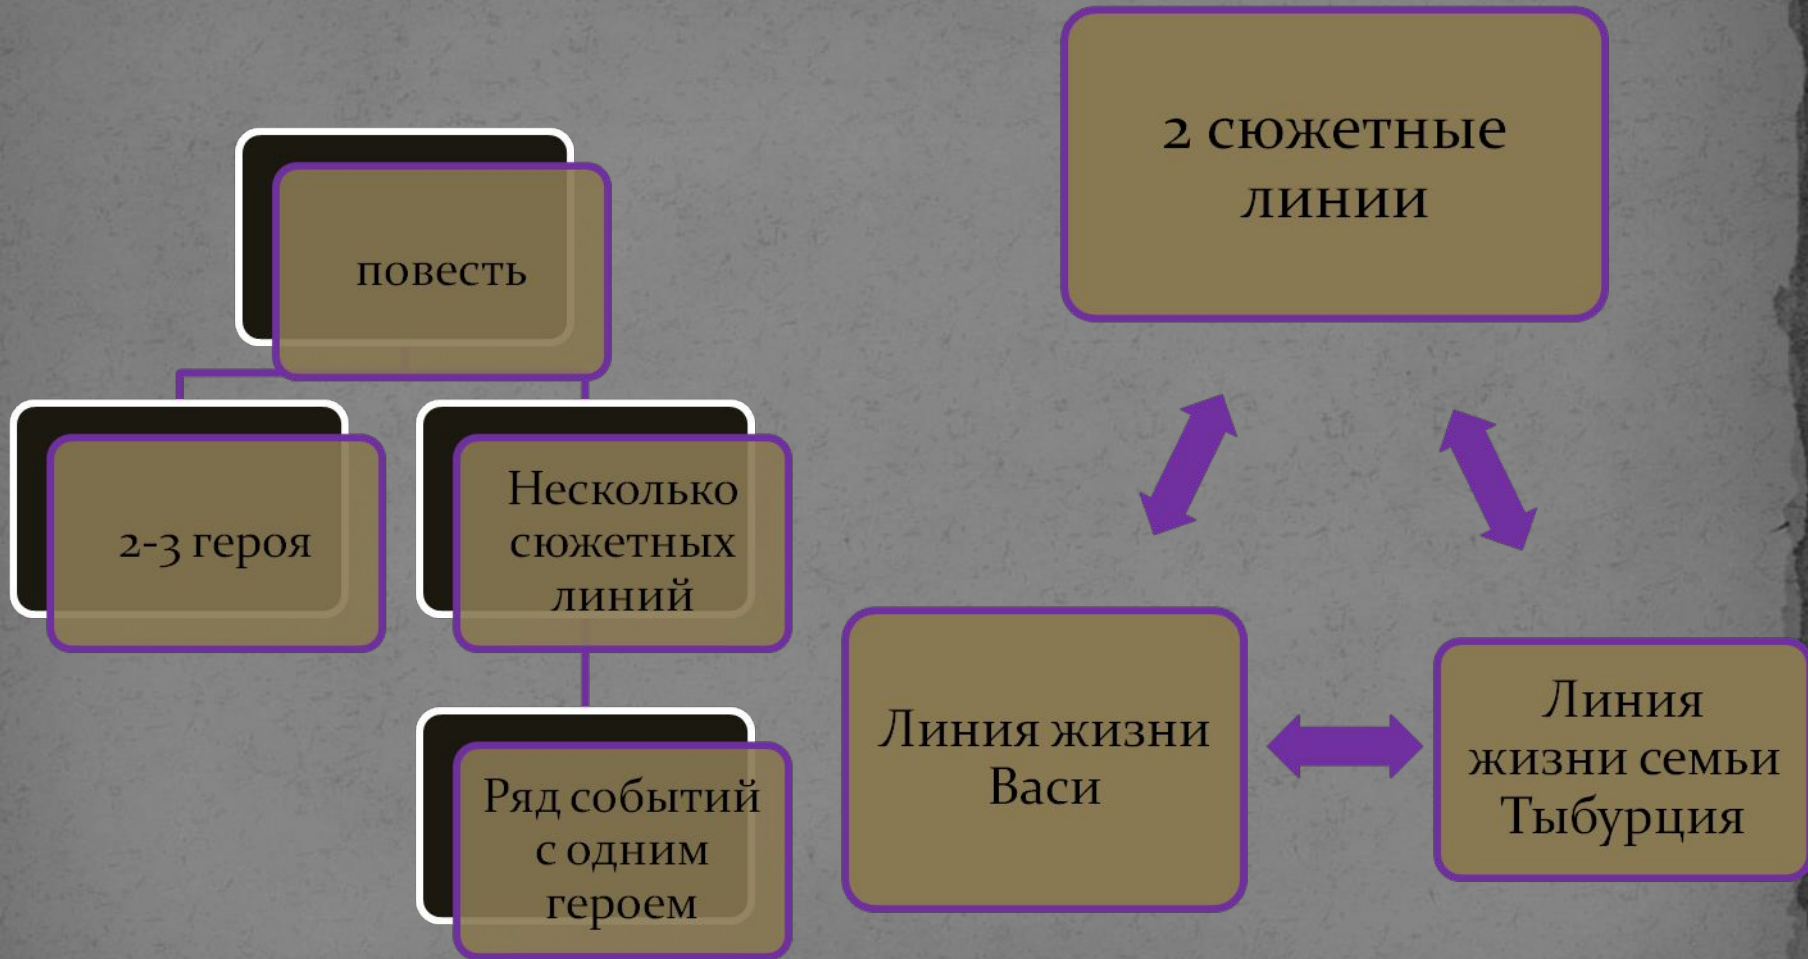 повесть
2-3 героя
Несколько
сюжетных
линий
Ряд событий
с одним
героем
2 сюжетные
линии
Линия жизни
Васи
Линия
жизни семьи
Тыбурция